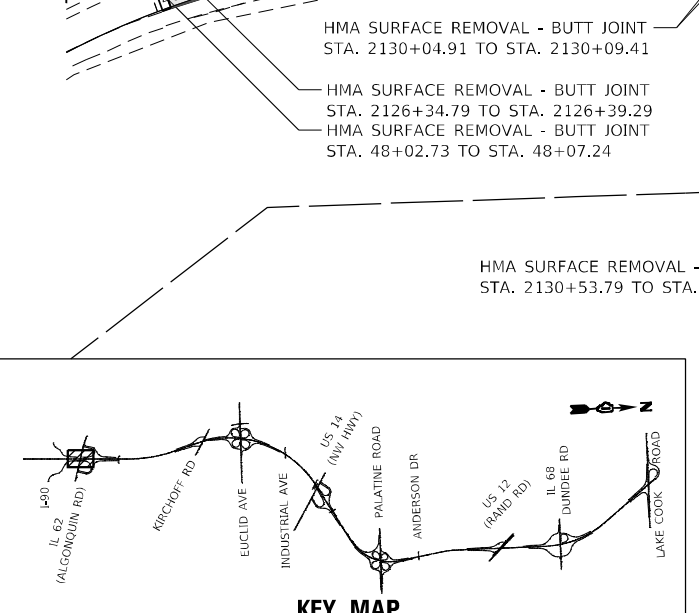 HMA SURFACE REMOVAL - BUTT JOINT
STA. 2130+04.91 TO STA. 2130+09.41
HMA SURFACE REMOVAL - BUTT JOINT
STA. 2126+34.79 TO STA. 2126+39.29
HMA SURFACE REMOVAL - BUTT JOINT
STA. 48+02.73 TO STA. 48+07.24
HMA SURFACE REMOVAL -
STA. 2130+53.79 TO STA.
I-90
IL 62
(ALGONQUIN RD)
KIRCHOFF RD
EUCLID AVE
INDUSTRIAL AVE
US 14
(NW HWY)
PALATINE ROAD
ANDERSON DR
US 12
(RAND RD)
IL 68
DUNDEE RD
LAKE COOK ROAD
N
KEY MAP